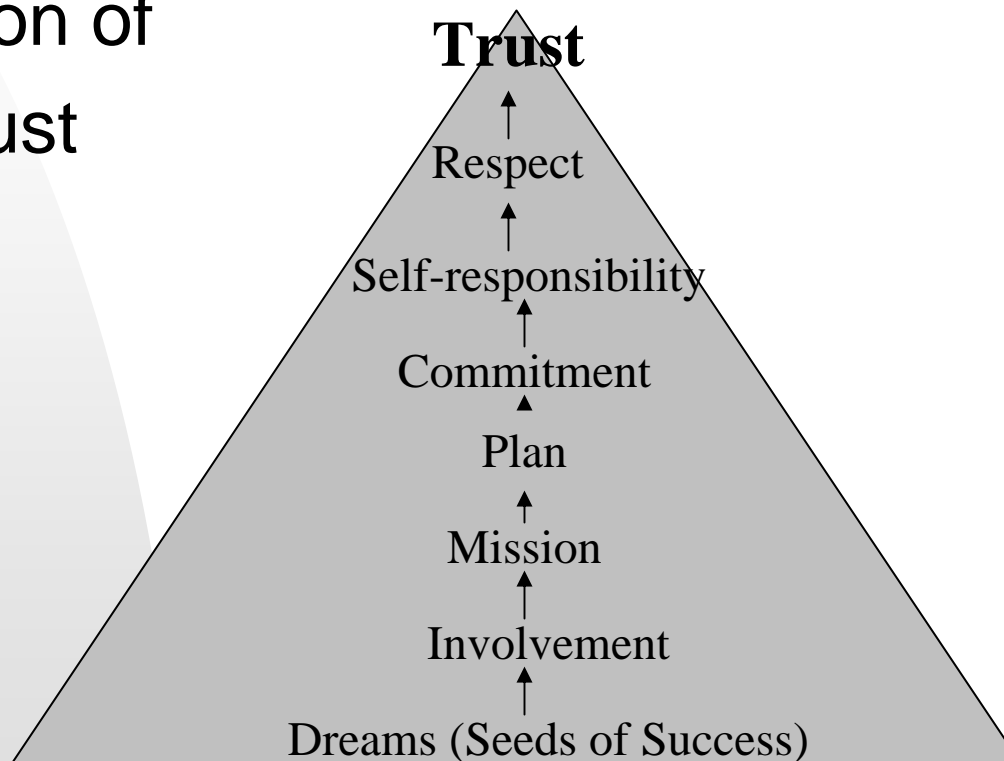 on of
ust
Trust
Respect
Self-responsibility
Commitment
Plan
Mission
Involvement
Dreams (Seeds of Success)